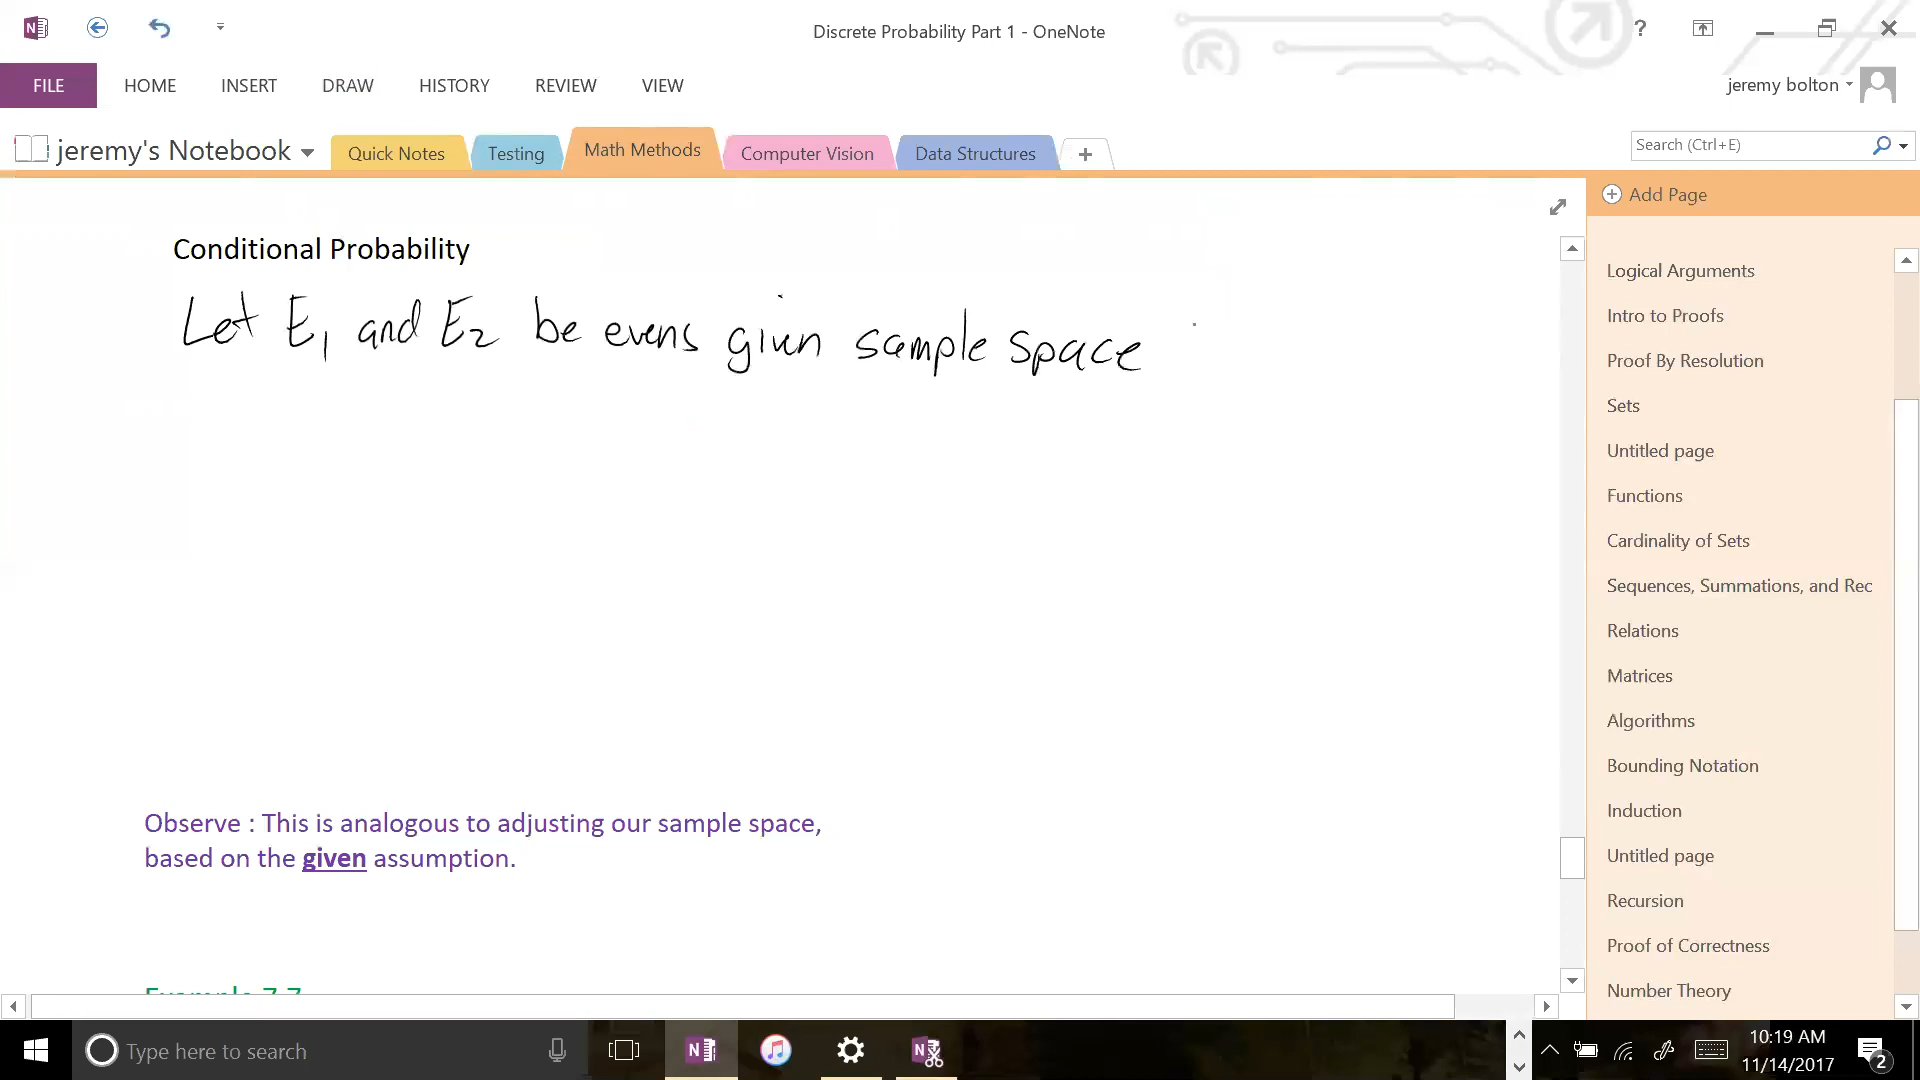 Discrete Probability Part 1 - OneNote
?
FILE HOME INSERT DRAW HISTORY REVIEW VIEW
jeremy bolton
jeremy's Notebook
Quick Notes
Testing
Math Methods
Computer Vision
Data Structures
+
Search (Ctrl+E)
Add Page
Conditional Probability
Let E1 and E2 be evens given sample space
Observe : This is analogous to adjusting our sample space,
based on the given assumption.
Example 7.7
Logical Arguments
Intro to Proofs
Proof By Resolution
Sets
Untitled page
Functions
Cardinality of Sets
Sequences, Summations, and Rec
Relations
Matrices
Algorithms
Bounding Notation
Induction
Untitled page
Recursion
Proof of Correctness
Number Theory
Type here to search
10:19 AM
11/14/2017
2